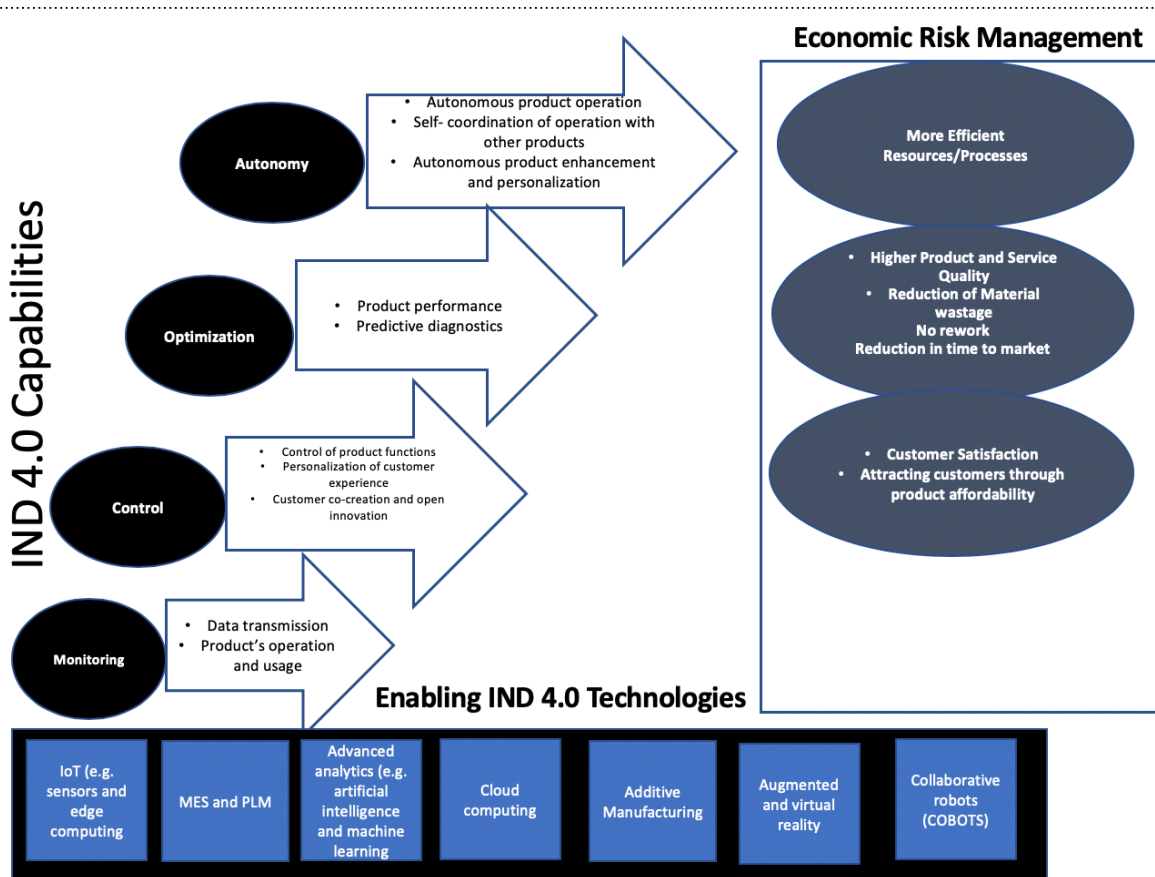 Economic Risk Management
IND 4.0 Capabilities
Autonomy
• Autonomous product operation
• Self- coordination of operation with
other products
• Autonomous product enhancement
and personalization
Optimization
• Product performance
• Predictive diagnostics
Control
• Control of product functions
• Personalization of customer
experience
• Customer co-creation and open
innovation
Monitoring
• Data transmission
• Product’s operation
and usage
More Efficient
Resources/Processes
• Higher Product and Service
Quality
• Reduction of Material
wastage
No rework
Reduction in time to market
• Customer Satisfaction
• Attracting customers through
product affordability
Enabling IND 4.0 Technologies
IoT (e.g.
sensors and
edge
computing
MES and PLM
Advanced
analytics (e.g.
artificial
intelligence
and machine
learning
Cloud
computing
Additive
Manufacturing
Augmented
and virtual
reality
Collaborative
robots
(COBOTS)